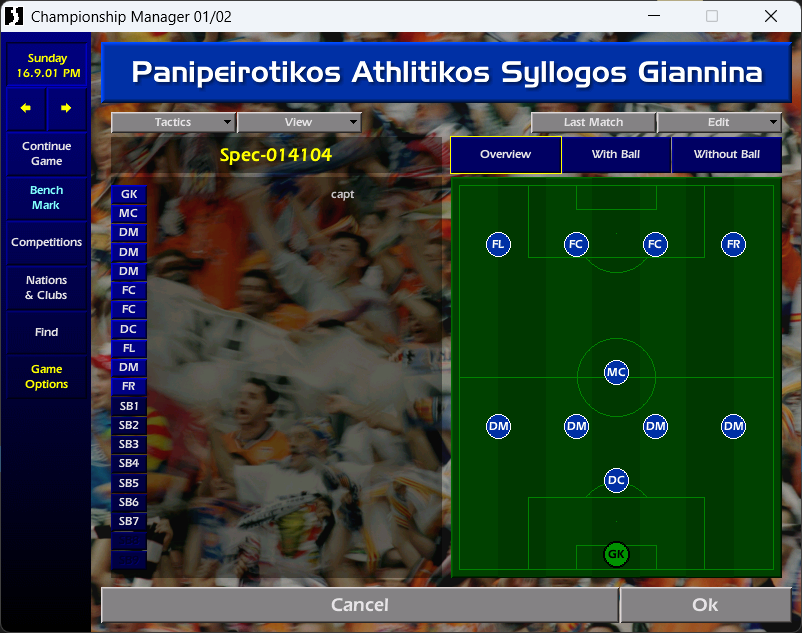 Championship Manager 01/02
Sunday
16.9.01 PM
Continue
Game
Bench
Mark
Competitions
Nations
& Clubs
Find
Game
Options
Panipeirotikos Athlitikos Syllogos Giannina
Tactics
View
Last Match
Edit
Spec-014104
Overview
With Ball
Without Ball
GK capt
MC
DM
DM
DM
FC
FC
DC
FL
DM
FR
SB1
SB2
SB3
SB4
SB5
SB6
SB7
FL FC FC FR
MC
DM DM DM DM
DC
GK
Cancel
Ok